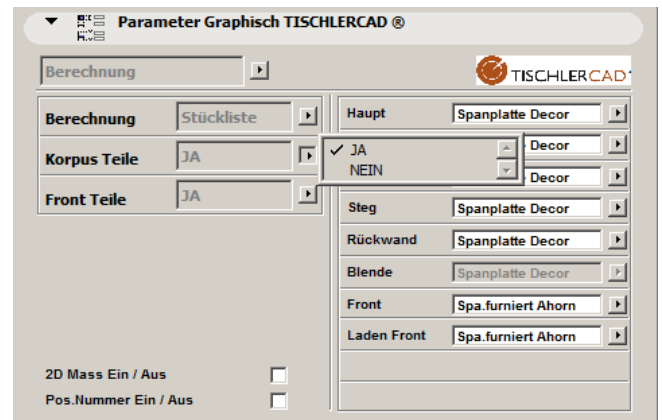 Parameter Graphisch TISCHLERCAD ®
Berechnung
TISCHLERCAD
Berechnung Stückliste
Korpus Teile JA
Front Teile JA
JA
NEIN
Haupt Spanplatte Decor
Decor
Decor
Steg Spanplatte Decor
Rückwand Spanplatte Decor
Blende Spanplatte Decor
Front Spa.furniert Ahorn
Laden Front Spa.furniert Ahorn
2D Mass Ein / Aus
Pos.Nummer Ein / Aus